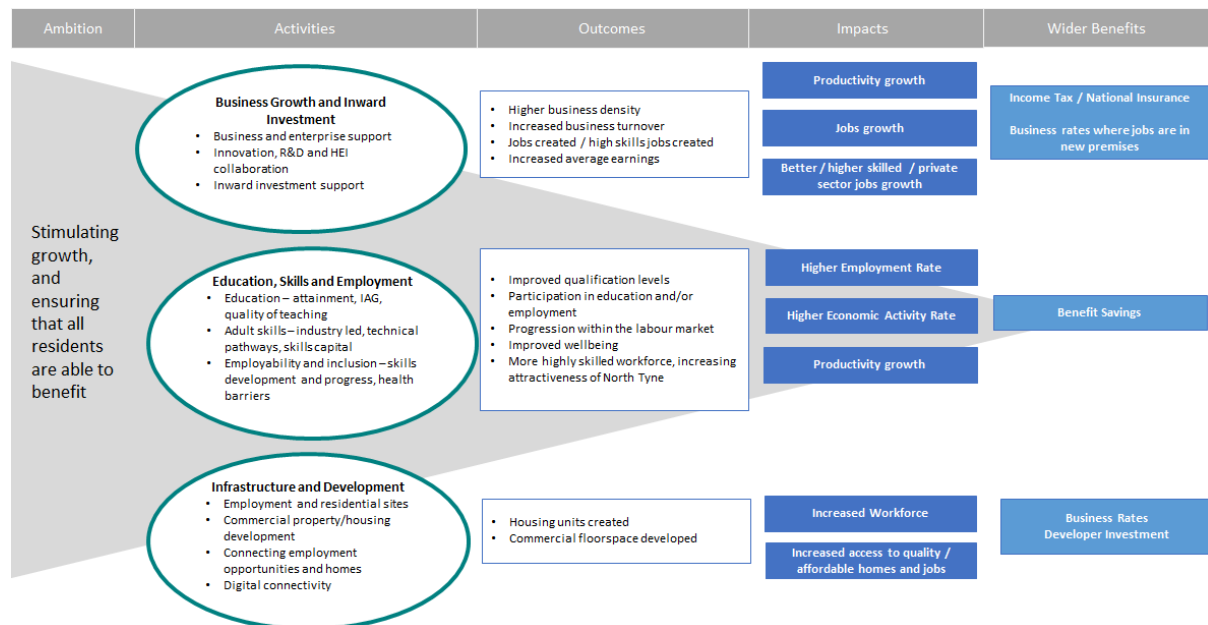 Ambition
Activities
Outcomes
Impacts
Wider Benefits
Stimulating
growth,
and
ensuring
that all
residents
are able to
benefit
Business Growth and Inward
Investment
• Business and enterprise support
• Innovation, R&D and HEI
collaboration
• Inward investment support
• Higher business density
• Increased business turnover
• Jobs created / high skills jobs created
• Increased average earnings
Productivity growth
Jobs growth
Better / higher skilled / private
sector jobs growth
Income Tax / National Insurance
Business rates where jobs are in
new premises
Education, Skills and Employment
• Education – attainment, IAG,
quality of teaching
• Adult skills – industry led, technical
pathways, skills capital
• Employability and inclusion – skills
development and progress, health
barriers
• Improved qualification levels
• Participation in education and/or
employment
• Progression within the labour market
• Improved wellbeing
• More highly skilled workforce, increasing
attractiveness of North Tyne
Higher Employment Rate
Higher Economic Activity Rate
Productivity growth
Benefit Savings
Infrastructure and Development
• Employment and residential sites
• Commercial property/housing
development
• Connecting employment
opportunities and homes
• Digital connectivity
• Housing units created
• Commercial floorspace developed
Increased Workforce
Increased access to quality /
affordable homes and jobs
Business Rates
Developer Investment